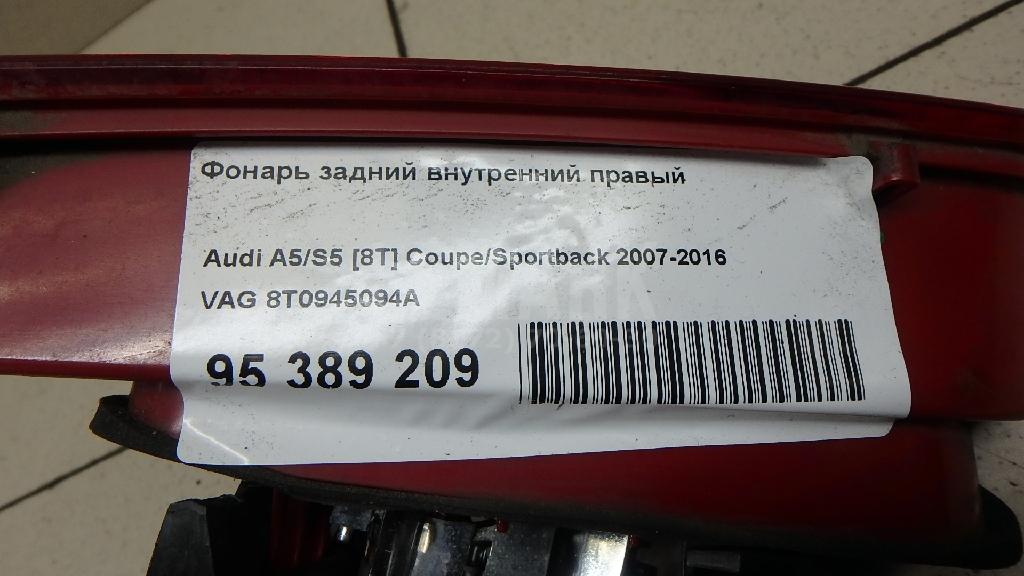 Фонарь задний внутренний правый
Audi A5/S5 [8T] Coupe/Sportback 2007-2016
VAG 8T0945094A
95 389 209